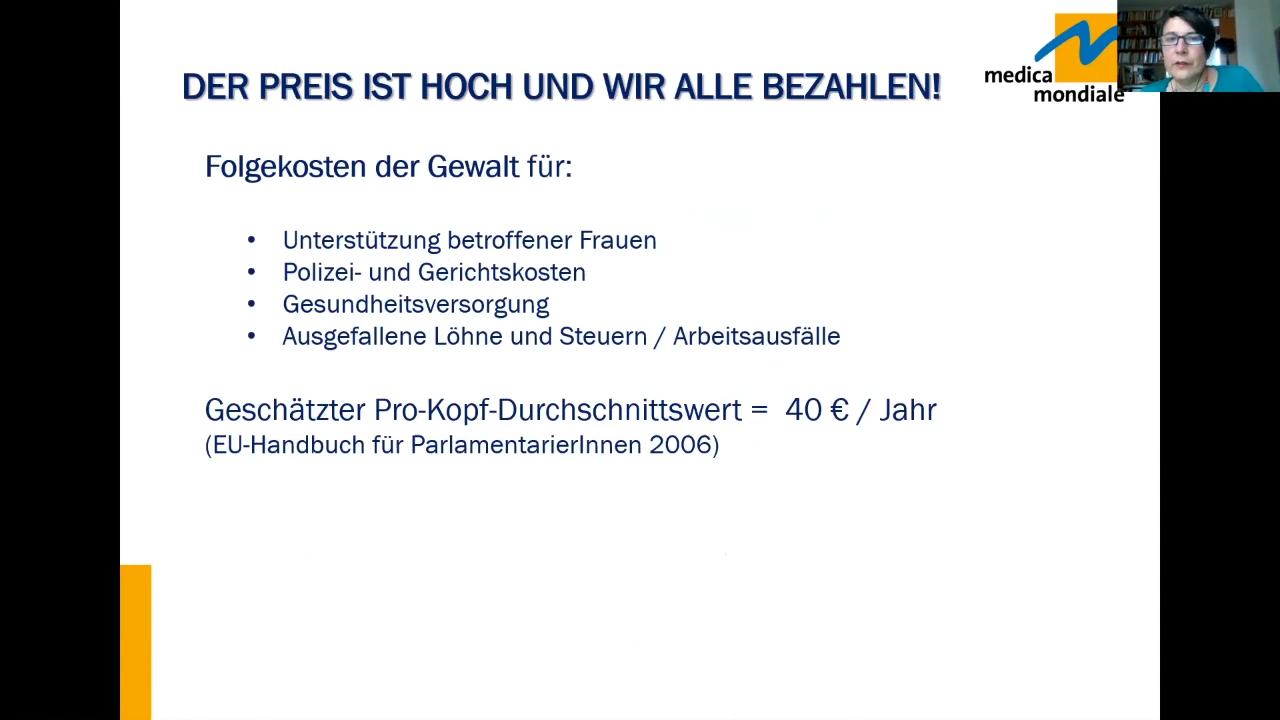 DER PREIS IST HOCH UND WIR ALLE BEZAHLEN!
medica
mondiale
Folgekosten der Gewalt für:
• Unterstützung betroffener Frauen
• Polizei- und Gerichtskosten
• Gesundheitsversorgung
• Ausgefallene Löhne und Steuern / Arbeitsausfälle
Geschätzter Pro-Kopf-Durchschnittswert = 40 € / Jahr
(EU-Handbuch für ParlamentarierInnen 2006)